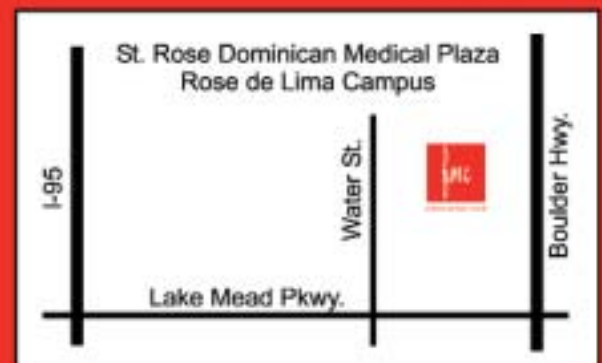 St. Rose Dominican Medical Plaza
Rose de Lima Campus
I-95
Water St.
Boulder Hwy.
Lake Mead Pkwy.